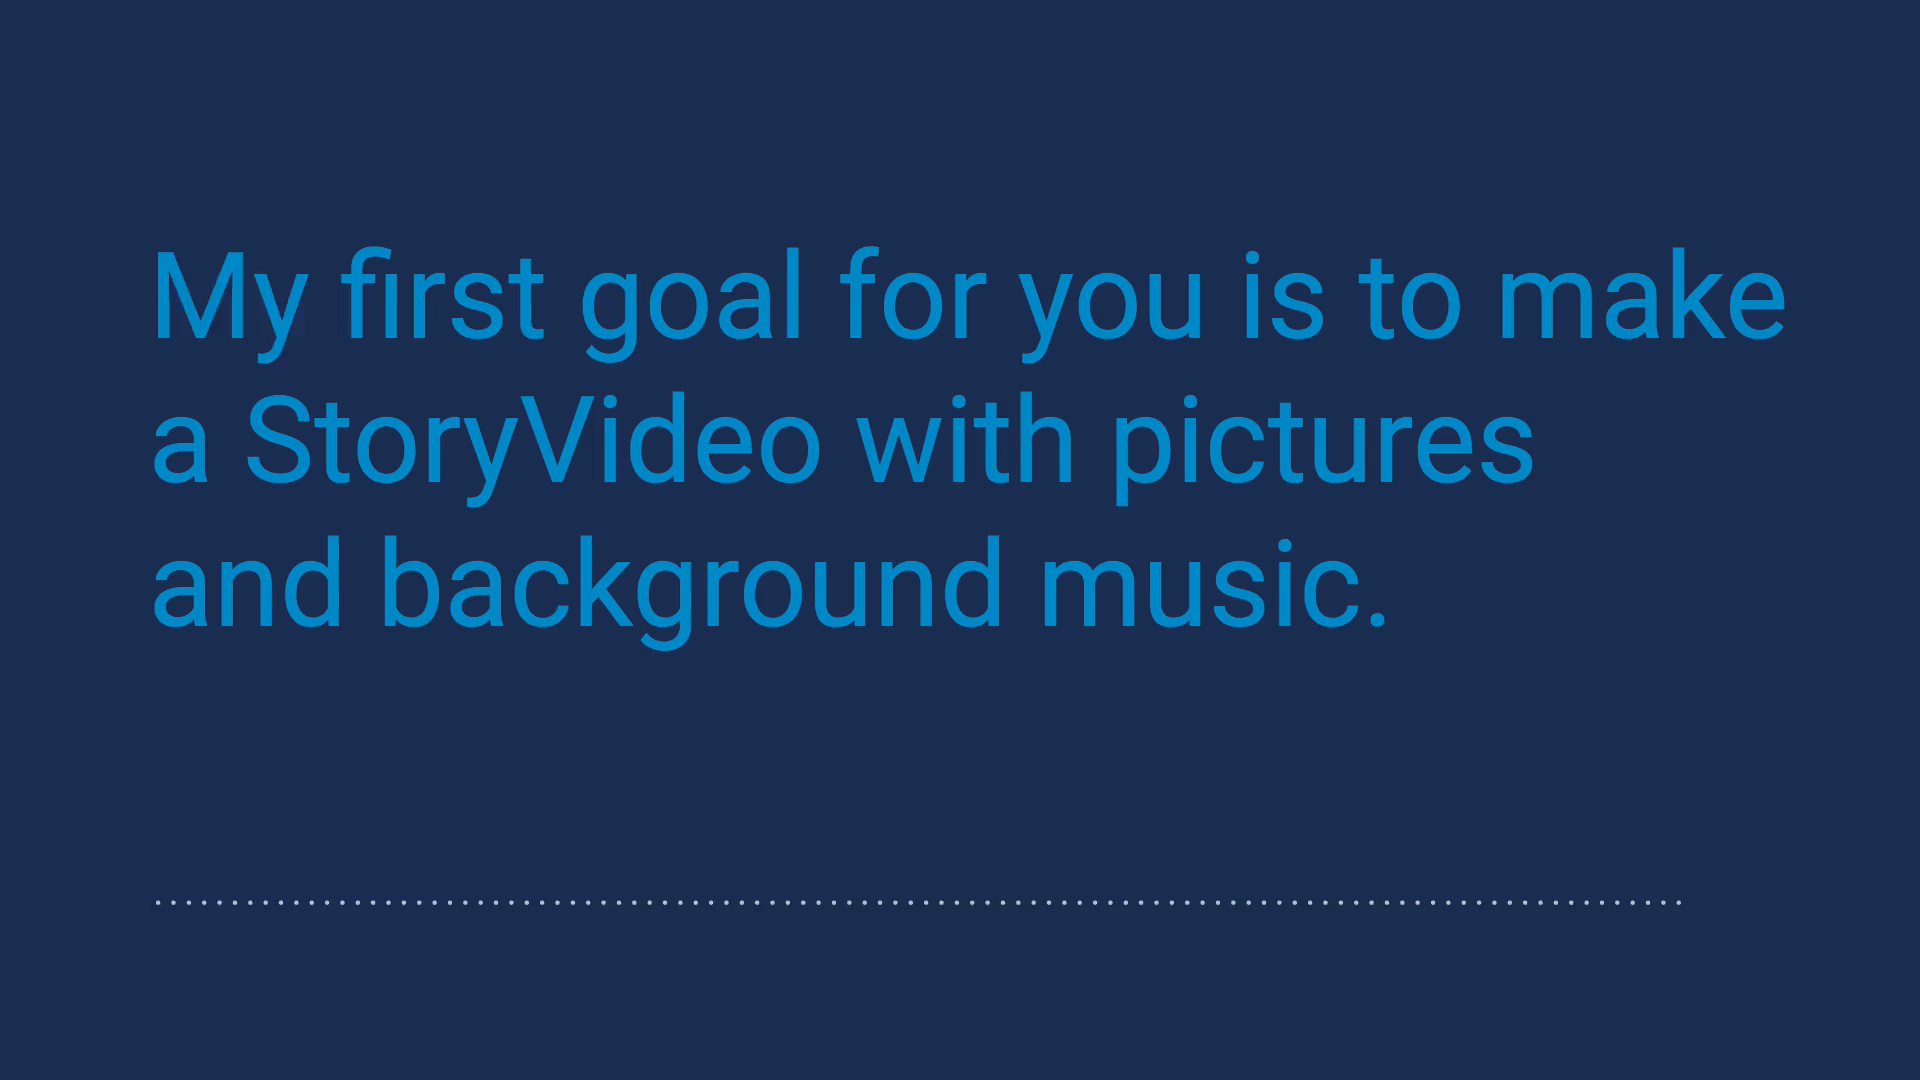 My first goal for you is to make
a StoryVideo with pictures
and background music.